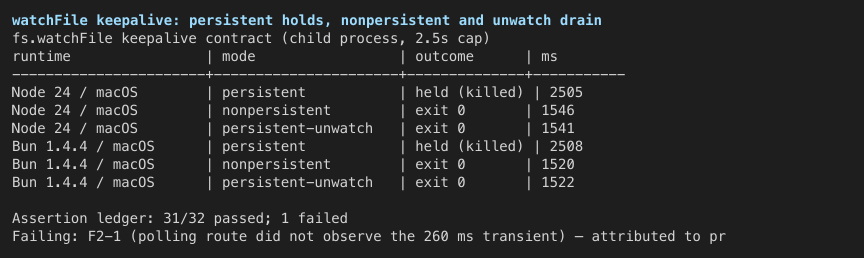 watchFile keepalive: persistent holds, nonpersistent and unwatch drain
fs.watchFile keepalive contract (child process, 2.5s cap)
runtime | mode | outcome | ms
-----------------------+-----------------------+--------------+-----------
Node 24 / macOS | persistent | held (killed) | 2505
Node 24 / macOS | nonpersistent | exit 0 | 1546
Node 24 / macOS | persistent-unwatch | exit 0 | 1541
Bun 1.4.4 / macOS | persistent | held (killed) | 2508
Bun 1.4.4 / macOS | nonpersistent | exit 0 | 1520
Bun 1.4.4 / macOS | persistent-unwatch | exit 0 | 1522
Assertion ledger: 31/32 passed; 1 failed
Failing: F2-1 (polling route did not observe the 260 ms transient) — attributed to pr